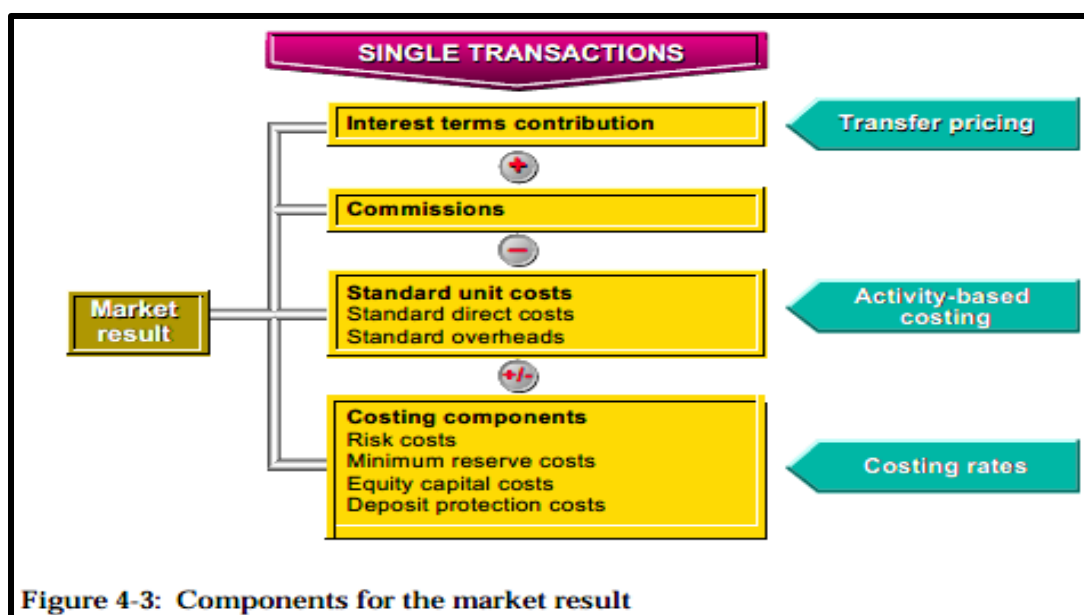 SINGLE TRANSACTIONS
Interest terms contribution
Transfer pricing
+
Commissions
−
Market
result
Standard unit costs
Standard direct costs
Standard overheads
Activity-based
costing
+/-
Costing components
Risk costs
Minimum reserve costs
Equity capital costs
Deposit protection costs
Costing rates
Figure 4-3: Components for the market result